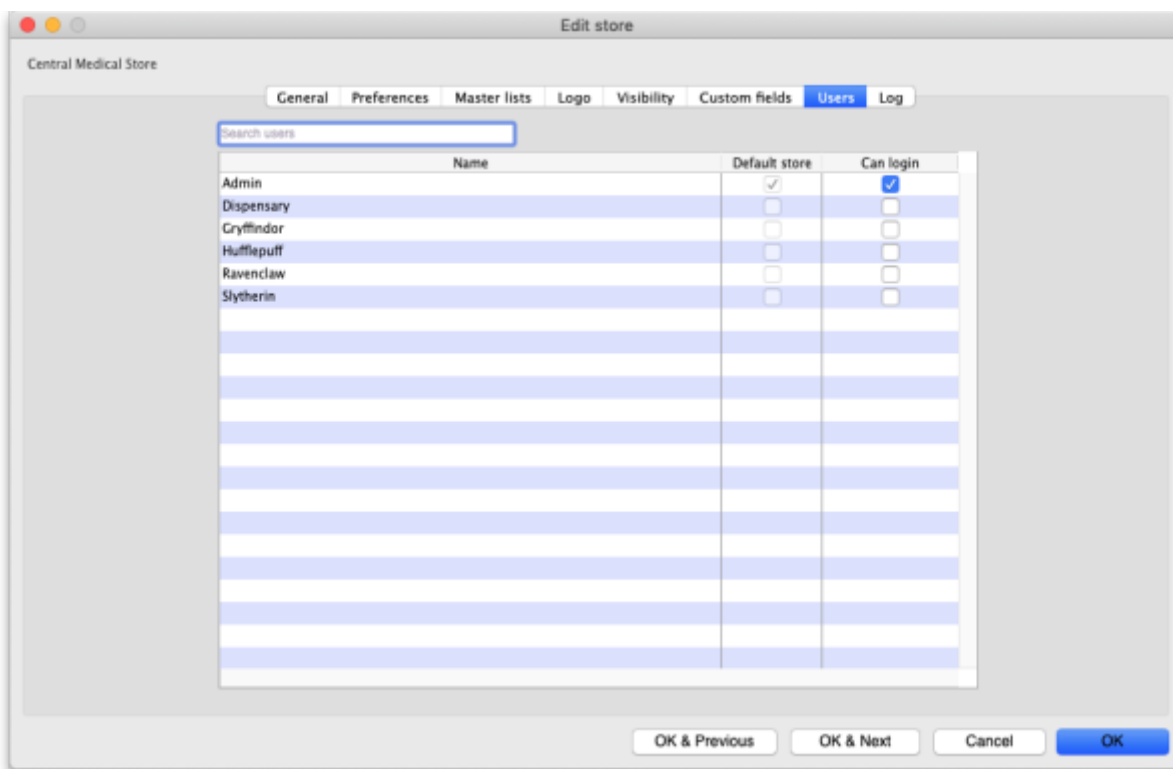 Edit store
Central Medical Store
General Preferences Master lists Logo Visibility Custom fields Users Log
Search users
Name Default store Can login
Admin
Dispensary
Gryffindor
Hufflepuff
Ravenclaw
Slytherin
OK & Previous OK & Next Cancel OK